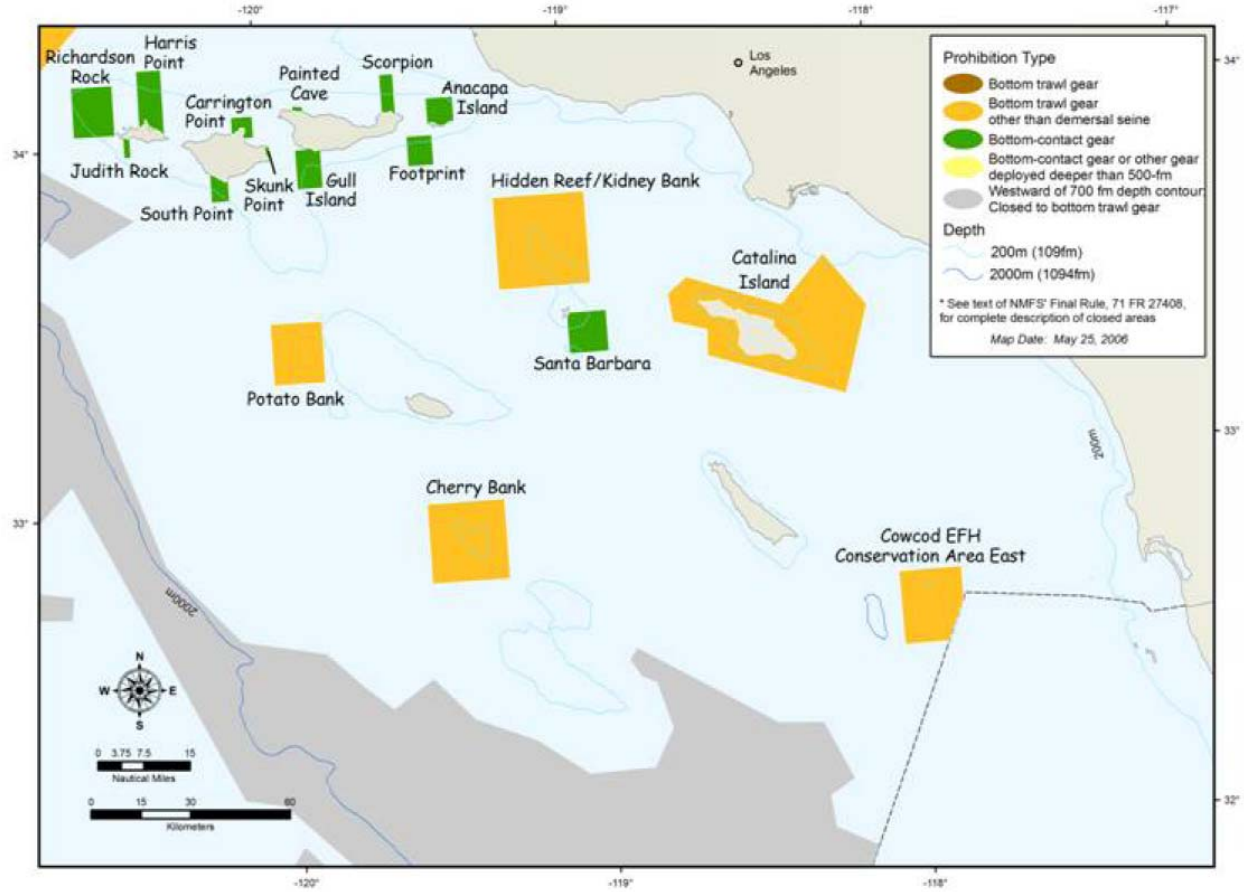 -120°
-119°
-118°
-117°
Richardson
Rock
Harris
Point
Painted
Cave
Scorpion
Anacapa
Island
Carrington
Point
Judith Rock
South Point
Skunk
Point
Gull
Island
Footprint
Los
Angeles
34°
34°
Prohibition Type
Bottom trawl gear
Bottom trawl gear
other than demersal seine
Bottom-contact gear
Bottom-contact gear or other gear
deployed deeper than 500-fm
Westward of 700 fm depth contour:
Closed to bottom trawl gear
Depth
200m (109fm)
2000m (1094fm)
* See text of NMFS' Final Rule, 71 FR 27408,
for complete description of closed areas
Map Date: May 25, 2006
Hidden Reef/Kidney Bank
Catalina
Island
Santa Barbara
Potato Bank
Cherry Bank
Cowcod EFH
Conservation Area East
200m
2000m
33°
33°
32°
N
W
E
S
0 3.75 7.5 15
Nautical Miles
0 15 30 60
Kilometers
-120°
-119°
-118°